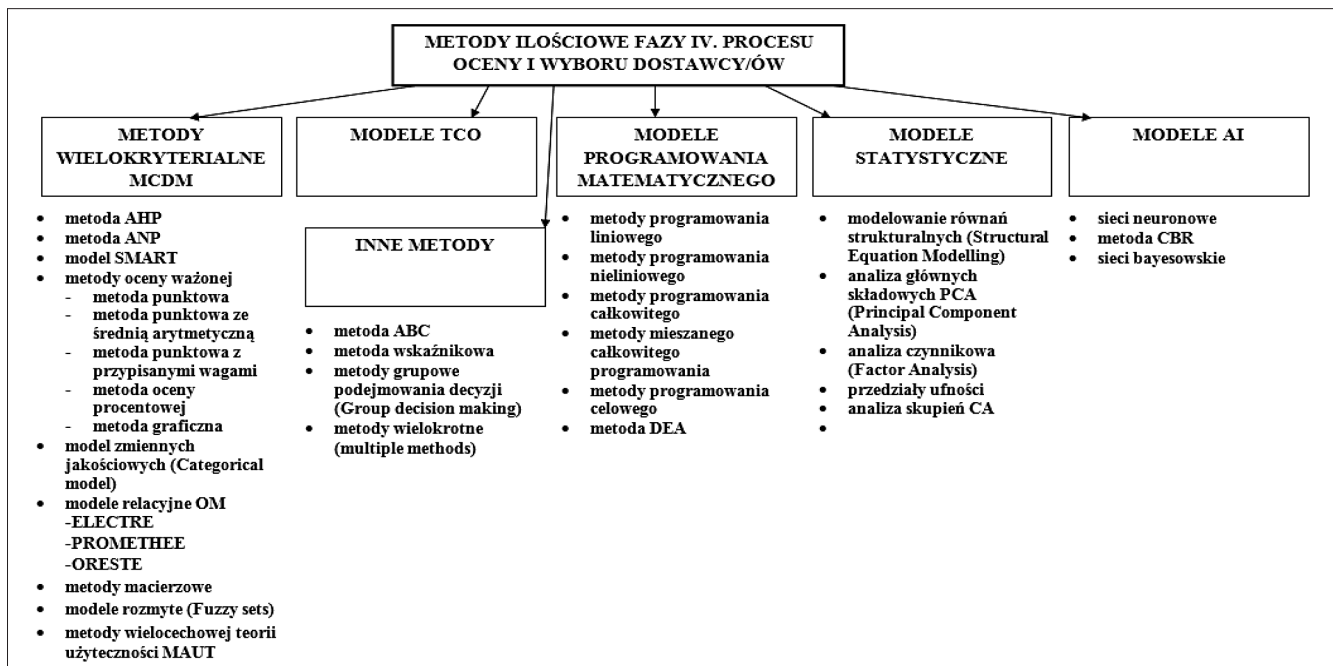 METODY ILOŚCIOWE FAZY IV. PROCESU
OCENY I WYBORU DOSTAWCY/ÓW
METODY
WIELOKRYTERIALNE
MCDM
• metoda AHP
• metoda ANP
• model SMART
• metody oceny ważonej
- metoda punktowa
- metoda punktowa ze
średnią arytmetyczną
- metoda punktowa z
przypisanymi wagami
- metoda oceny
procentowej
- metoda graficzna
• model zmiennych
jakościowych (Categorical
model)
• modele relacyjne OM
-ELECTRE
-PROMETHEE
-ORESTE
• metody macierzowe
• modele rozmyte (Fuzzy sets)
• metody wielocechowej teorii
użyteczności MAUT
MODELE TCO
INNE METODY
• metoda ABC
• metoda wskaźnikowa
• metody grupowe
podejmowania decyzji
(Group decision making)
• metody wielokrotne
(multiple methods)
MODELE
PROGRAMOWANIA
MATEMATYCZNEGO
• metody programowania
liniowego
• metody programowania
nieliniowego
• metody programowania
całkowitego
• metody mieszanego
całkowitego
programowania
• metody programowania
celowego
• metoda DEA
MODELE
STATYSTYCZNE
• modelowanie równań
strukturalnych (Structural
Equation Modelling)
• analiza głównych
składowych PCA
(Principal Component
Analysis)
• analiza czynnikowa
(Factor Analysis)
• przedziały ufności
• analiza skupień CA
•
MODELE AI
• sieci neuronowe
• metoda CBR
• sieci bayesowskie